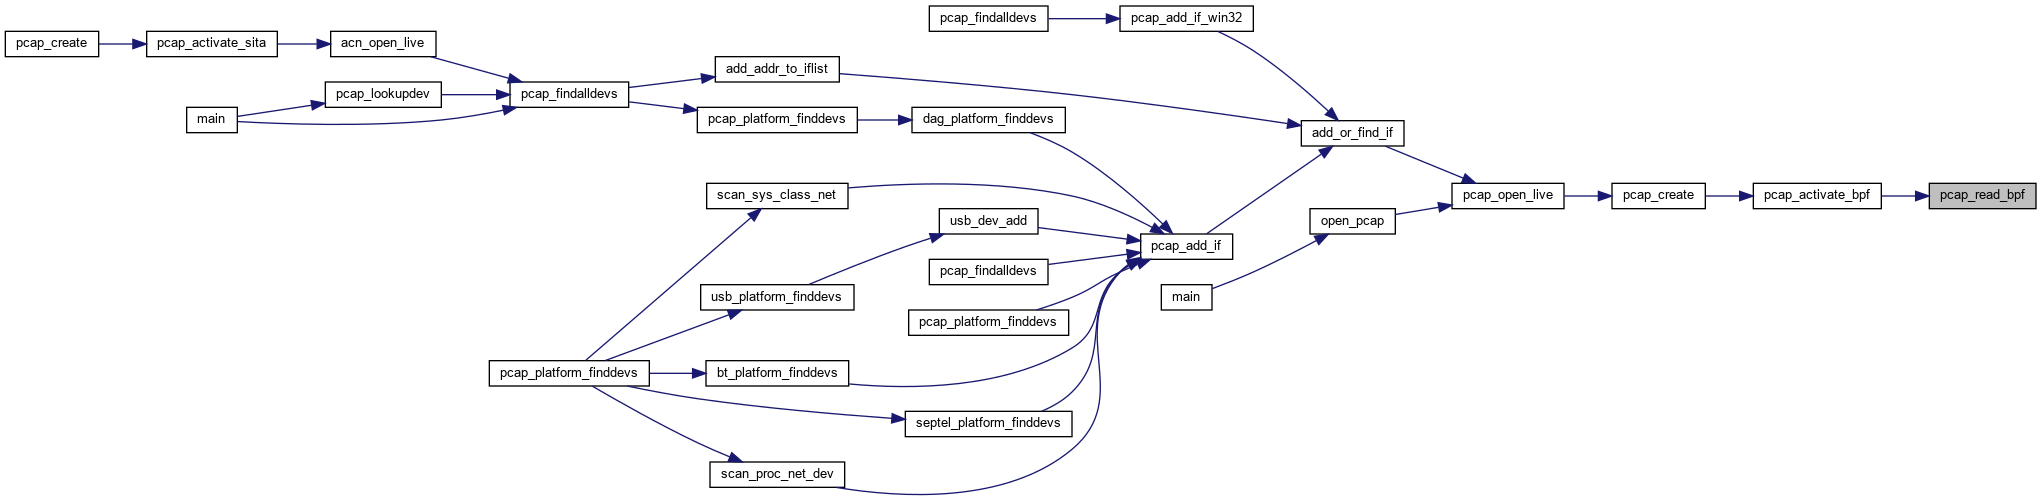 pcap_findalldevs
pcap_add_if_win32
pcap_create
pcap_activate_sita
acn_open_live
add_addr_to_iflist
pcap_lookupdev
pcap_findalldevs
main
pcap_platform_finddevs
dag_platform_finddevs
add_or_find_if
scan_sys_class_net
pcap_open_live
pcap_create
pcap_activate_bpf
pcap_read_bpf
usb_dev_add
open_pcap
pcap_add_if
pcap_findalldevs
usb_platform_finddevs
main
pcap_platform_finddevs
pcap_platform_finddevs
bt_platform_finddevs
septel_platform_finddevs
scan_proc_net_dev